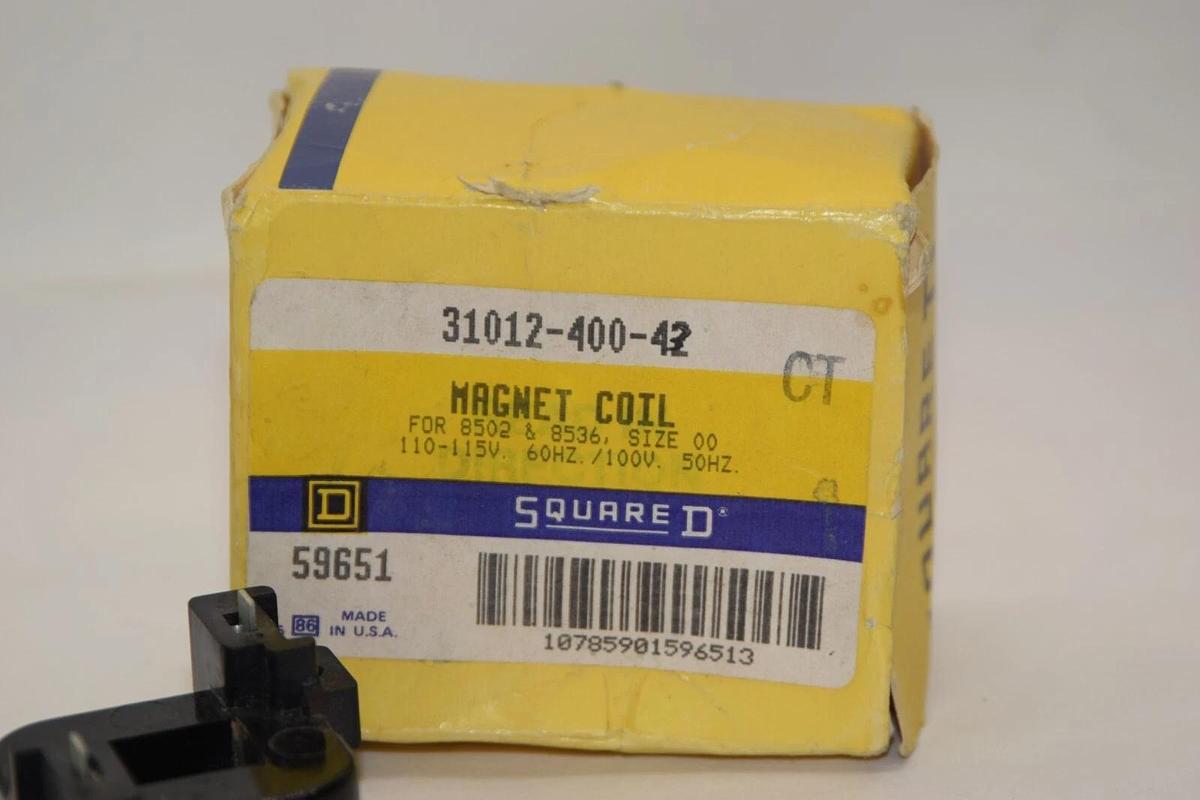 31012-400-42
CT
MAGNET COIL
FOR 8502 & 8536, SIZE 00
110-115V. 60HZ./100V. 50HZ.
D SQUARE D®
59651
86 MADE
IN U.S.A.
10785901596513